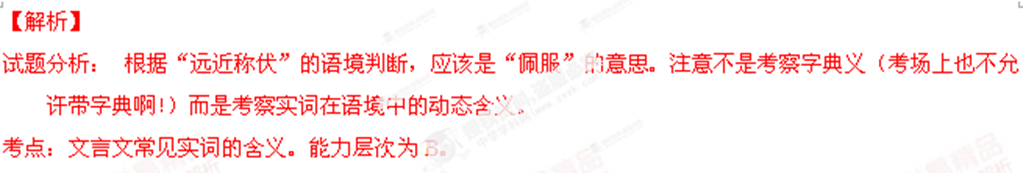 【解析】
试题分析： 根据“远近称伏”的语境判断，应该是“佩服”的意思。注意不是考察字典义（考场上也不允
许带字典啊!）而是考察实词在语境中的动态含义。
考点：文言文常见实词的含义。能力层次为 B。